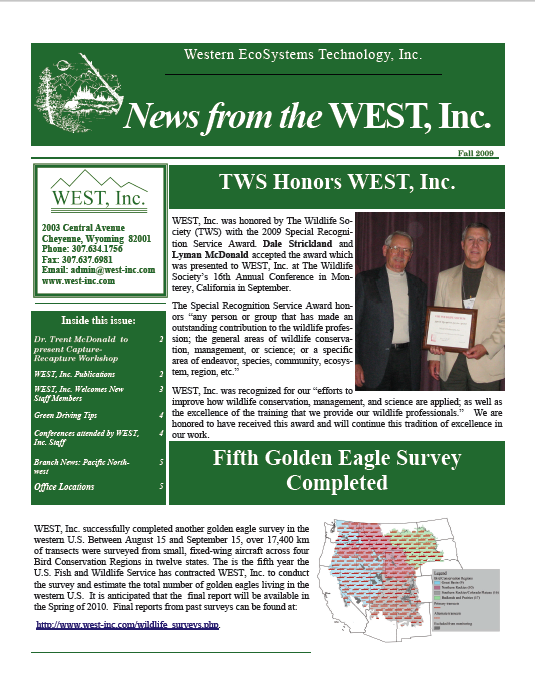 Western EcoSystems Technology, Inc.
News from the WEST, Inc.
Fall 2009
WEST, Inc.
2003 Central Avenue
Cheyenne, Wyoming 82001
Phone: 307.634.1756
Fax: 307.637.6981
Email: admin@west-inc.com
www.west-inc.com
Inside this issue:
Dr. Trent McDonald to 2
present Capture-
Recapture Workshop
WEST, Inc. Publications 2
WEST, Inc. Welcomes New 3
Staff Members
Green Driving Tips 4
Conferences attended by WEST, 4
Inc. Staff
Branch News: Pacific North- 5
west
Office Locations 5
TWS Honors WEST, Inc.
WEST, Inc. was honored by The Wildlife So-
ciety (TWS) with the 2009 Special Recogni-
tion Service Award. Dale Strickland and
Lyman McDonald accepted the award which
was presented to WEST, Inc. at The Wildlife
Society's 16th Annual Conference in Mon-
terey, California in September.
The Special Recognition Service Award hon-
ors "any person or group that has made an
outstanding contribution to the wildlife profes-
sion; the general areas of wildlife conserva-
tion, management, or science; or a specific
area of endeavor, species, community, ecosys-
tem, region, etc."
WEST, Inc. was recognized for our "efforts to
improve how wildlife conservation, management, and science are applied; as well as
the excellence of the training that we provide our wildlife professionals." We are
honored to have received this award and will continue this tradition of excellence in
our work.
Fifth Golden Eagle Survey
Completed
WEST, Inc. successfully completed another golden eagle survey in the
western U.S. Between August 15 and September 15, over 17,400 km
of transects were surveyed from small, fixed-wing aircraft across four
Bird Conservation Regions in twelve states. The is the fifth year the
U.S. Fish and Wildlife Service has contracted WEST, Inc. to conduct
the survey and estimate the total number of golden eagles living in the
western U.S. It is anticipated that the final report will be available in
the Spring of 2010. Final reports from past surveys can be found at:
http://www.west-inc.com/wildlife_surveys.php.
Legend